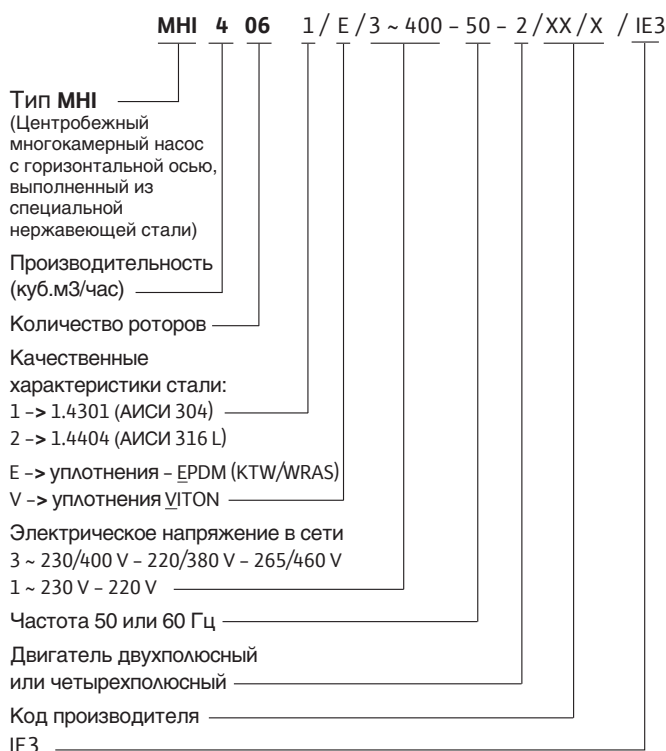 MHI 4 06 1 / E / 3 ~ 400 – 50 – 2 / XX / X / IE3
Тип MHI
(Центробежный
многокамерный насос
с горизонтальной осью,
выполненный из
специальной
нержавеющей стали)
Производительность
(куб.м3/час)
Количество роторов
Качественные
характеристики стали:
1 –> 1.4301 (АИСИ 304)
2 –> 1.4404 (АИСИ 316 L)
E –> уплотнения – EPDM (KTW/WRAS)
V –> уплотнения VITON
Электрическое напряжение в сети
3 ~ 230/400 V – 220/380 V – 265/460 V
1 ~ 230 V – 220 V
Частота 50 или 60 Гц
Двигатель двухполюсный
или четырехполюсный
Код производителя
IE3